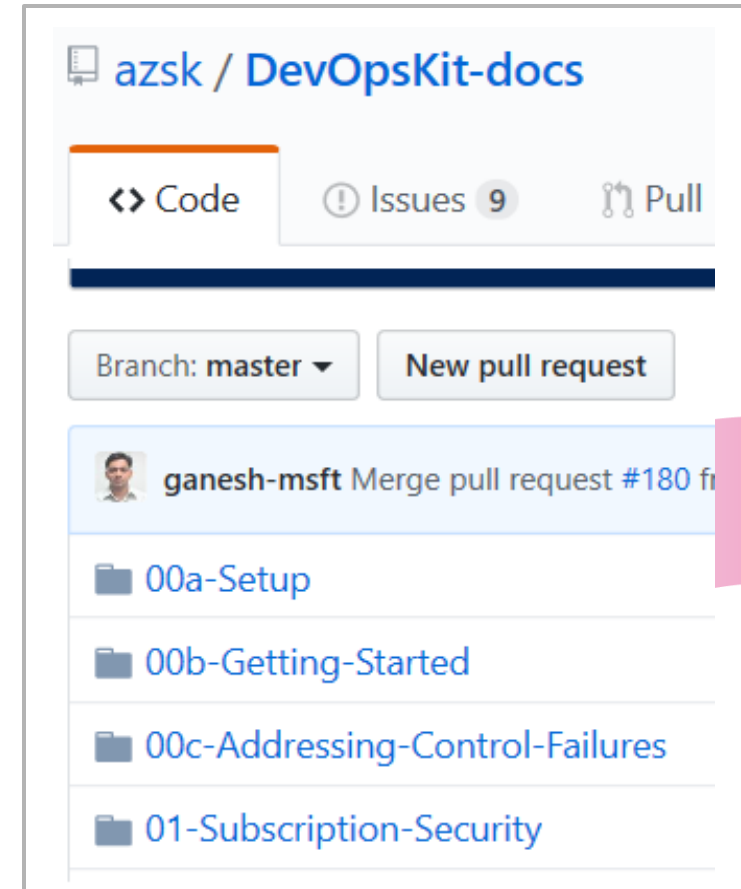 azsk / DevOpsKit-docs
<> Code Issues 9 Pull
Branch: master New pull request
ganesh-msft Merge pull request #180
00a-Setup
00b-Getting-Started
00c-Addressing-Control-Failures
01-Subscription-Security